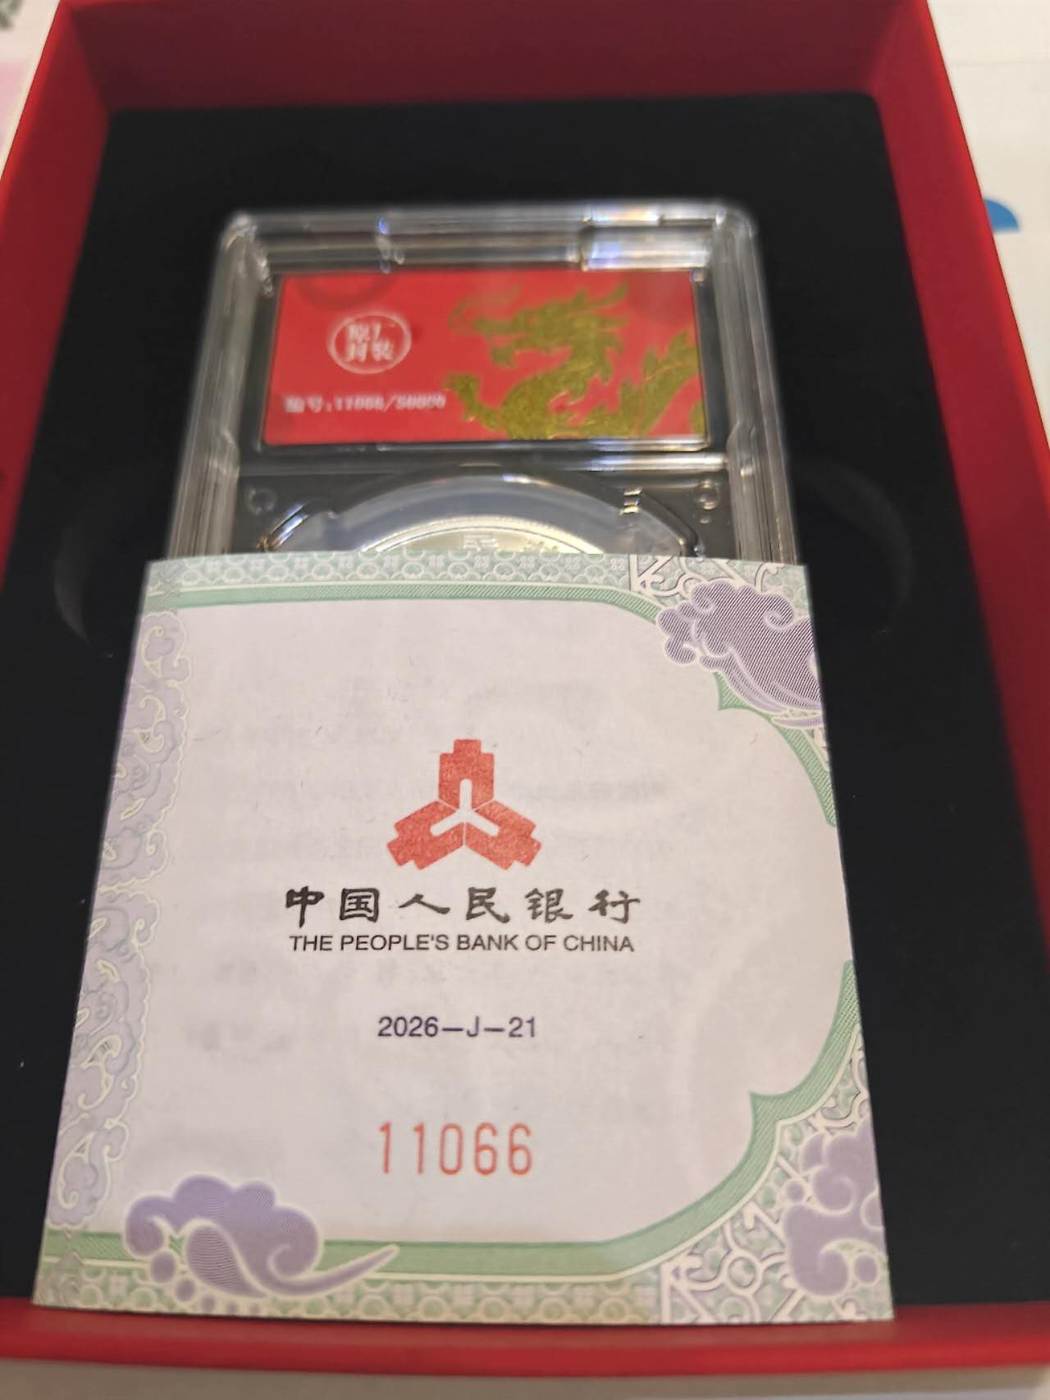 原厂
封装
编号:11066/50000
中国人民银行
THE PEOPLE'S BANK OF CHINA
2026-J-21
11066